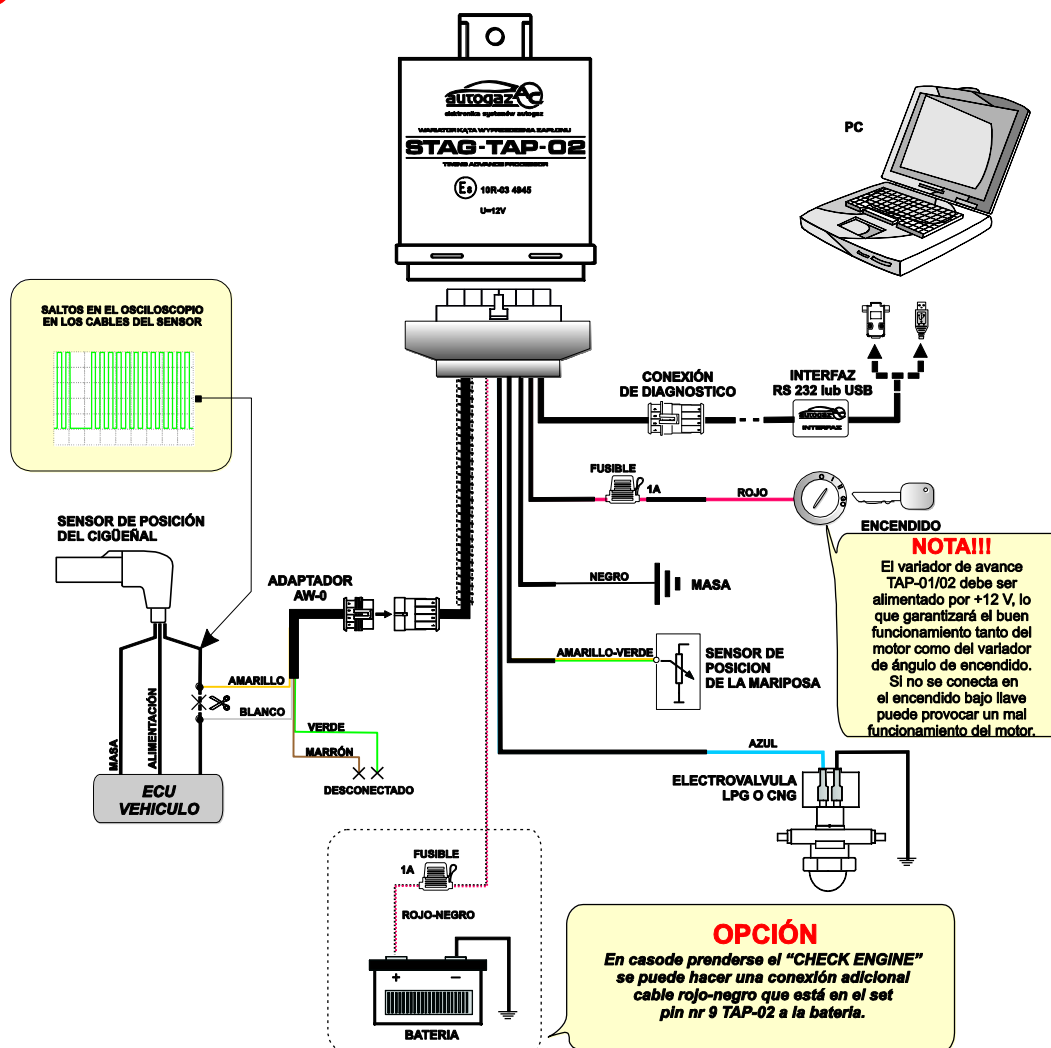 autogaz AC
elektronika systemów autogaz
WARIATOR KĄTA WYPRZEDZENIA ZAPŁONU
STAG-TAP-02
TIMING ADVANCE PROCESSOR
E8 10R-03 4945
U=12V
PC
SALTOS EN EL OSCILOSCOPIO
EN LOS CABLES DEL SENSOR
CONEXIÓN
DE DIAGNOSTICO
INTERFAZ
RS 232 lub USB
autogaz
INTERFAZ
FUSIBLE
1A
ROJO
ENCENDIDO
SENSOR DE POSICIÓN
DEL CIGÜEÑAL
ADAPTADOR
AW-0
NEGRO
MASA
NOTA!!!
El variador de avance
TAP-01/02 debe ser
alimentado por +12 V, lo
que garantizará el buen
funcionamiento tanto del
motor como del variador
de ángulo de encendido.
Si no se conecta en
el encendido bajo llave
puede provocar un mal
funcionamiento del motor.
AMARILLO-VERDE
SENSOR DE
POSICION
DE LA MARIPOSA
AMARILLO
BLANCO
VERDE
MARRÓN
DESCONECTADO
MASA
ALIMENTACIÓN
ECU
VEHICULO
AZUL
ELECTROVALVULA
LPG O CNG
FUSIBLE
1A
ROJO-NEGRO
+ −
BATERIA
OPCIÓN
En casode prenderse el “CHECK ENGINE”
se puede hacer una conexión adicional
cable rojo-negro que está en el set
pin nr 9 TAP-02 a la bateria.